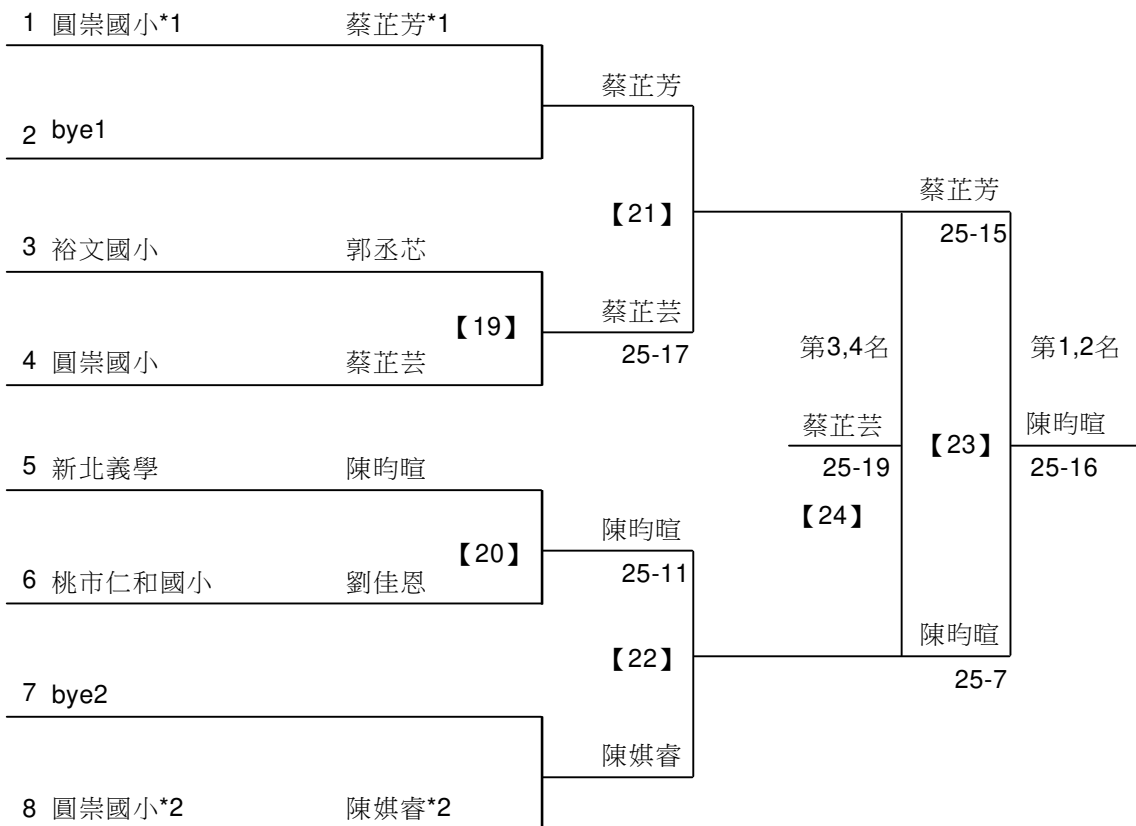 1 圓崇國小*1 蔡芷芳*1
蔡芷芳
2 bye1
蔡芷芳
【21】
25-15
3 裕文國小 郭丞芯
蔡芷芸
【19】
25-17
第3,4名
第1,2名
4 圓崇國小 蔡芷芸
蔡芷芸
【23】
陳昀暄
5 新北義學 陳昀暄
25-19
25-16
【24】
陳昀暄
【20】
25-11
6 桃市仁和國小 劉佳恩
陳昀暄
【22】
25-7
7 bye2
陳娸睿
8 圓崇國小*2 陳娸睿*2